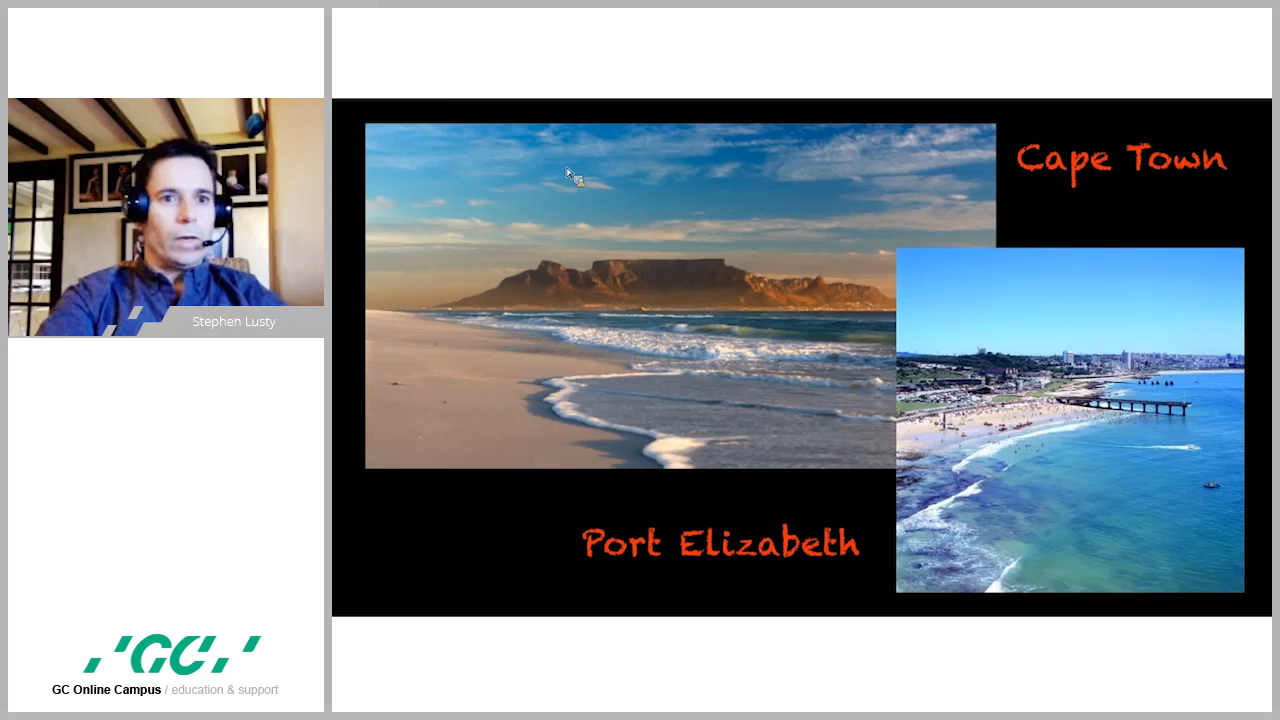 Stephen Lusty
GC
GC Online Campus / education & support
Cape Town
Port Elizabeth